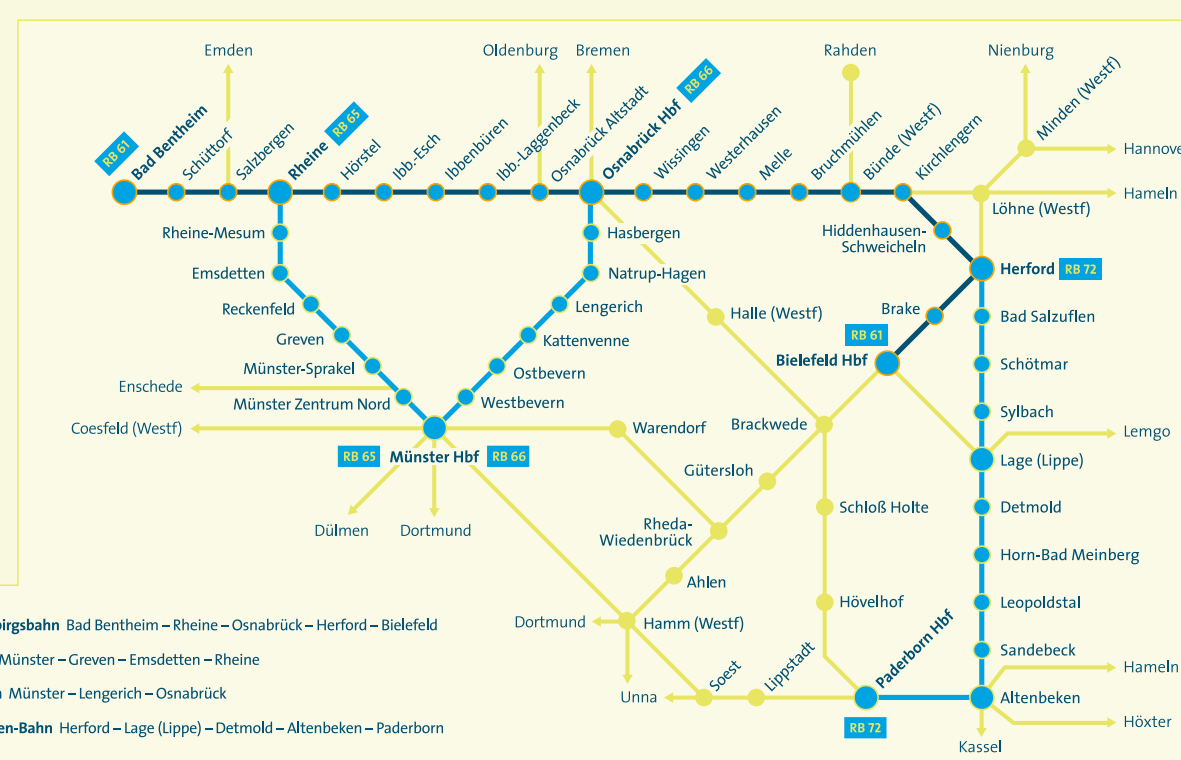 Emden
Oldenburg
Bremen
Rahden
Nienburg
RB 61
Bad Bentheim
Schüttorf
Salzbergen
Rheine
RB 65
Hörstel
Ibb.-Esch
Ibbenbüren
Ibb.-Laggenbeck
Osnabrück Altstadt
Osnabrück Hbf
RB 66
Wissingen
Westerhausen
Melle
Bruchmühlen
Bünde (Westf)
Kirchlengern
Minden (Westf)
Hannove
Hameln
Löhne (Westf)
Rheine-Mesum
Hasbergen
Hiddenhausen-
Schweicheln
Emsdetten
Natrup-Hagen
Herford
RB 72
Reckenfeld
Lengerich
Halle (Westf)
Brake
Bad Salzuflen
Greven
Kattenvenne
RB 61
Bielefeld Hbf
Münster-Sprakel
Ostbevern
Schötmar
Enschede
Münster Zentrum Nord
Westbevern
Sylbach
Coesfeld (Westf)
Warendorf
Brackwede
Lemgo
RB 65
Münster Hbf
RB 66
Gütersloh
Lage (Lippe)
Dülmen
Dortmund
Rheda-
Wiedenbrück
Schloß Holte
Detmold
Horn-Bad Meinberg
Ahlen
Hövelhof
Leopoldstal
Dortmund
Hamm (Westf)
Sandebeck
Unna
Soest
Lippstadt
Paderborn Hbf
RB 72
Altenbeken
Hameln
Höxter
Kassel
birgsbahn Bad Bentheim – Rheine – Osnabrück – Herford – Bielefeld
Münster – Greven – Emsdetten – Rheine
n Münster – Lengerich – Osnabrück
en-Bahn Herford – Lage (Lippe) – Detmold – Altenbeken – Paderborn